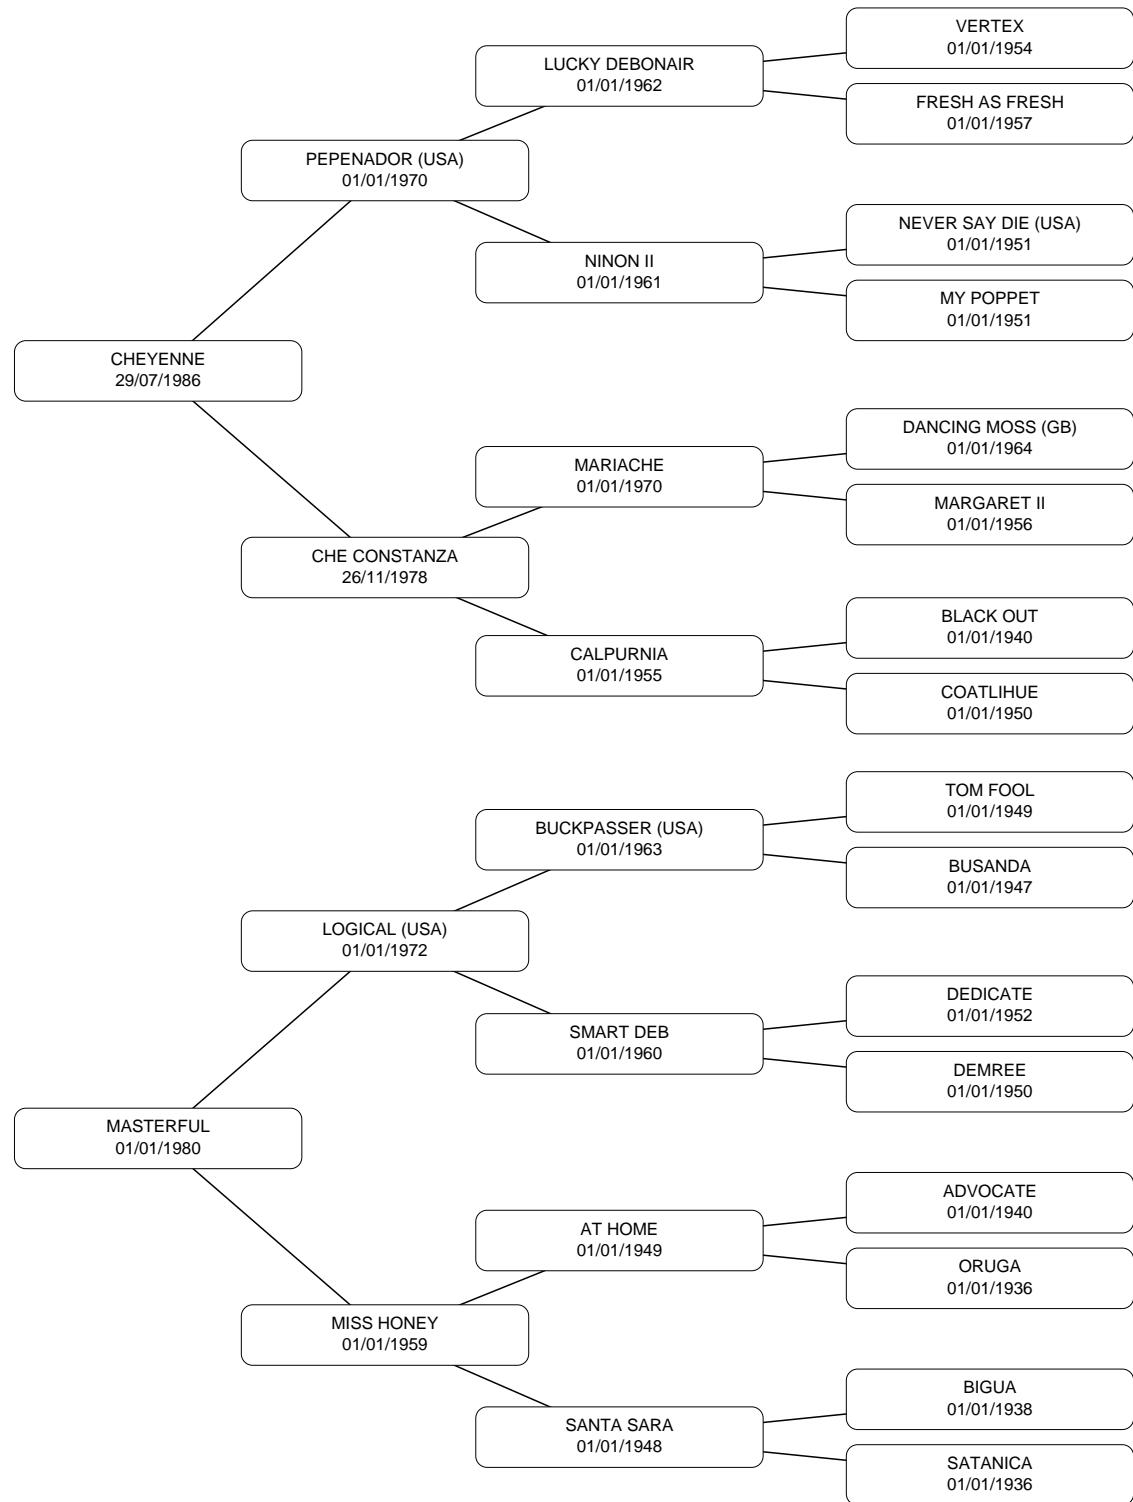 VERTEX
01/01/1954
LUCKY DEBONAIR
01/01/1962
FRESH AS FRESH
01/01/1957
PEPENADOR (USA)
01/01/1970
NEVER SAY DIE (USA)
01/01/1951
NINON II
01/01/1961
MY POPPET
01/01/1951
CHEYENNE
29/07/1986
DANCING MOSS (GB)
01/01/1964
MARIACHE
01/01/1970
MARGARET II
01/01/1956
CHE CONSTANZA
26/11/1978
BLACK OUT
01/01/1940
CALPURNIA
01/01/1955
COATLIHUE
01/01/1950
TOM FOOL
01/01/1949
BUCKPASSER (USA)
01/01/1963
BUSANDA
01/01/1947
LOGICAL (USA)
01/01/1972
DEDICATE
01/01/1952
SMART DEB
01/01/1960
DEMREE
01/01/1950
MASTERFUL
01/01/1980
ADVOCATE
01/01/1940
AT HOME
01/01/1949
ORUGA
01/01/1936
MISS HONEY
01/01/1959
BIGUA
01/01/1938
SANTA SARA
01/01/1948
SATANICA
01/01/1936